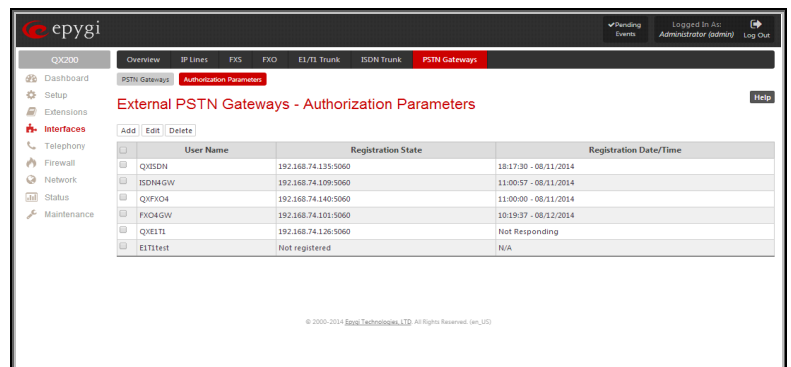 epygi
Pending Events
Logged In As:
Administrator (admin)
Log Out
QX200
Overview IP Lines FXS FXO E1/T1 Trunk ISDN Trunk PSTN Gateways
Dashboard
Setup
Extensions
Interfaces
Telephony
Firewall
Network
Status
Maintenance
PSTN Gateways Authorization Parameters
Help
External PSTN Gateways - Authorization Parameters
Add Edit Delete
User Name Registration State Registration Date/Time
QXISDN 192.168.74.135:5060 18:17:30 - 08/11/2014
ISDN4GW 192.168.74.109:5060 11:00:57 - 08/11/2014
QXFXO4 192.168.74.140:5060 11:00:00 - 08/11/2014
FXO4GW 192.168.74.101:5060 10:19:37 - 08/12/2014
QXE1T1 192.168.74.126:5060 Not Responding
E1T1test Not registered N/A
© 2000-2014 Epygi Technologies, LTD. All Rights Reserved. (en_US)